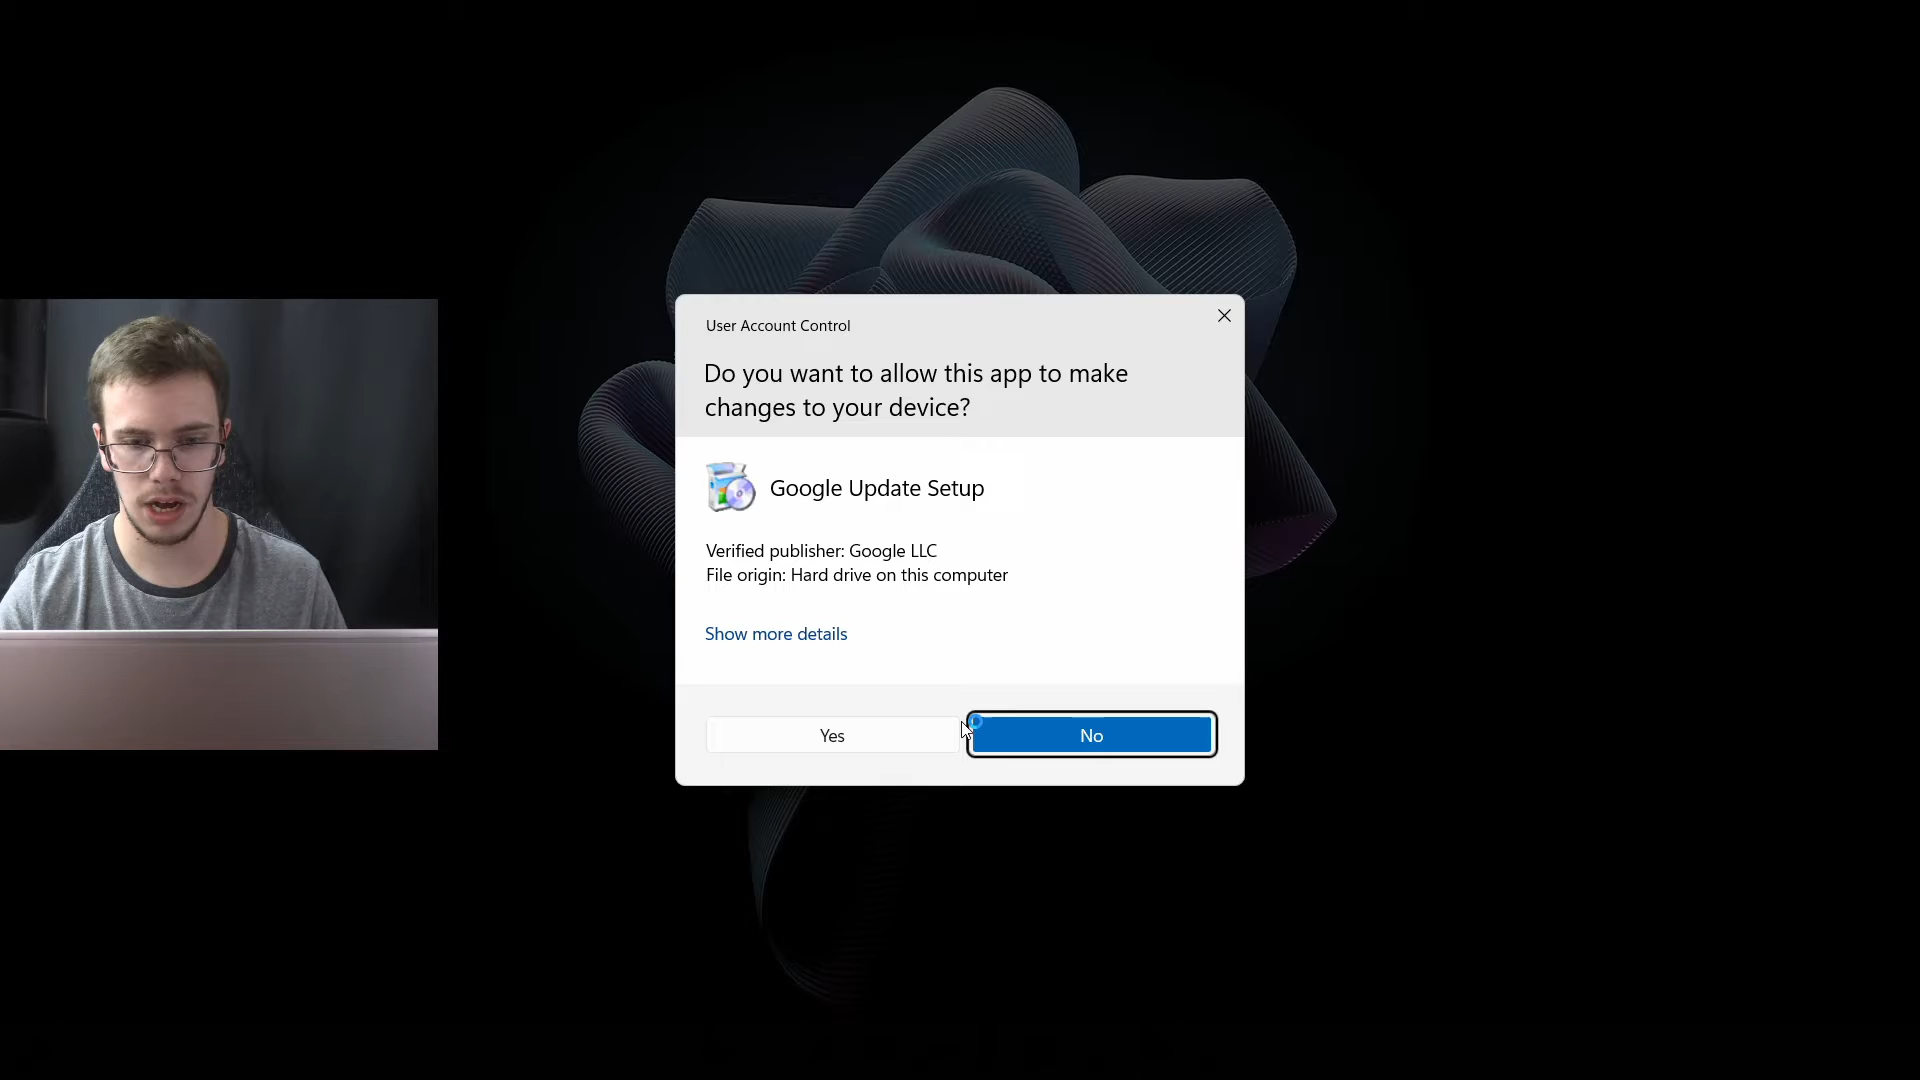 User Account Control
Do you want to allow this app to make
changes to your device?
Google Update Setup
Verified publisher: Google LLC
File origin: Hard drive on this computer
Show more details
Yes
No